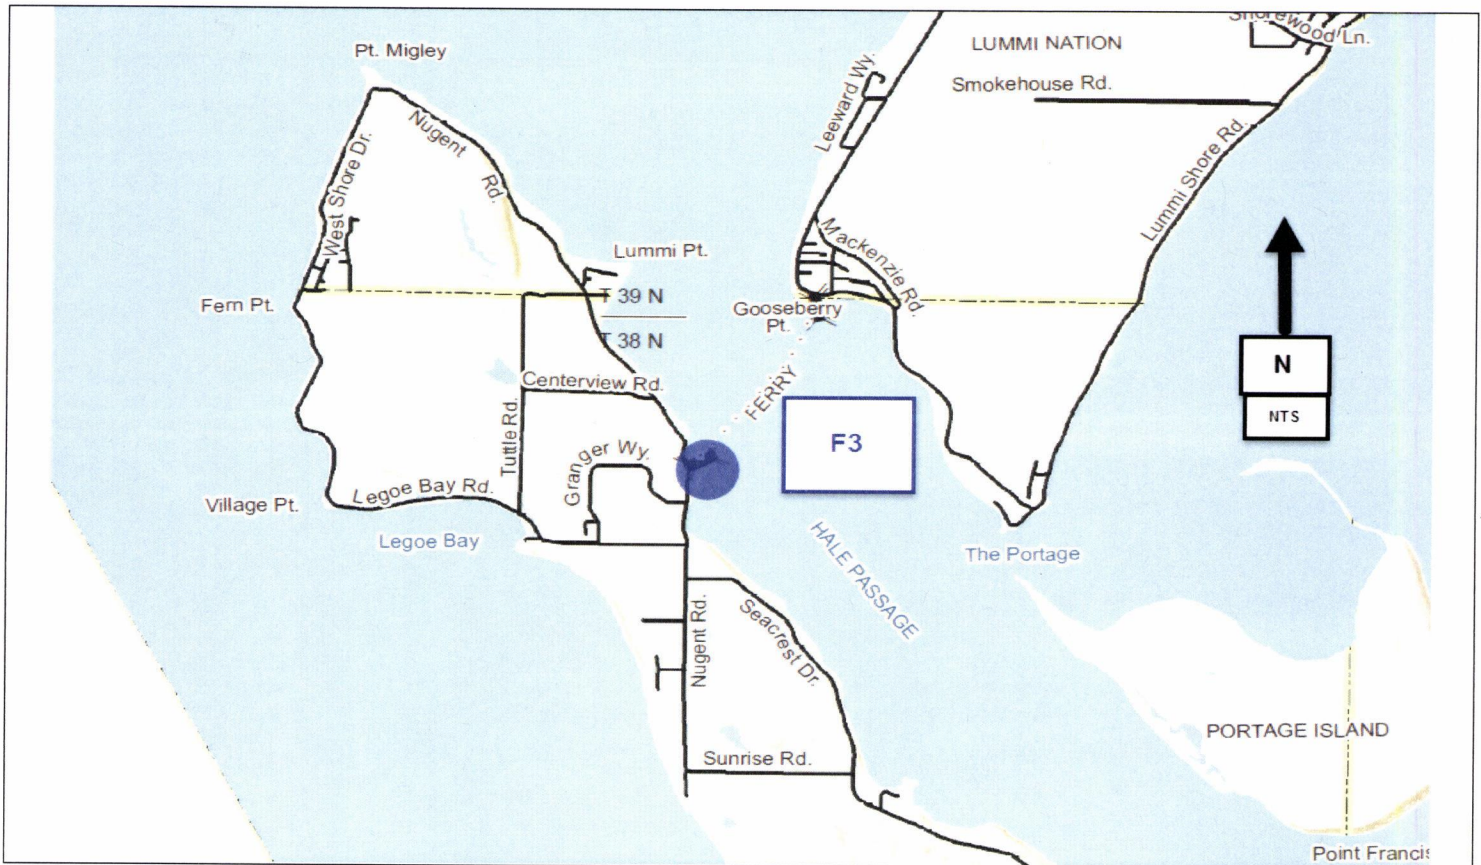 Pt. Migley
Nugent
Rd.
West Shore Dr.
Lummi Pt.
Fern Pt.
T 39 N
T 38 N
Centerview Rd.
Tuttle Rd.
Granger Wy.
Village Pt.
Legoe Bay Rd.
Legoe Bay
Nugent Rd.
Seacrest Dr.
Sunrise Rd.
FERRY
F3
HALE PASSAGE
Leeward Wy.
LUMMI NATION
Smokehouse Rd.
Shorewood Ln.
Lummi Shore Rd.
Mackenzie Rd.
Gooseberry
Pt.
The Portage
N
NTS
PORTAGE ISLAND
Point Francis